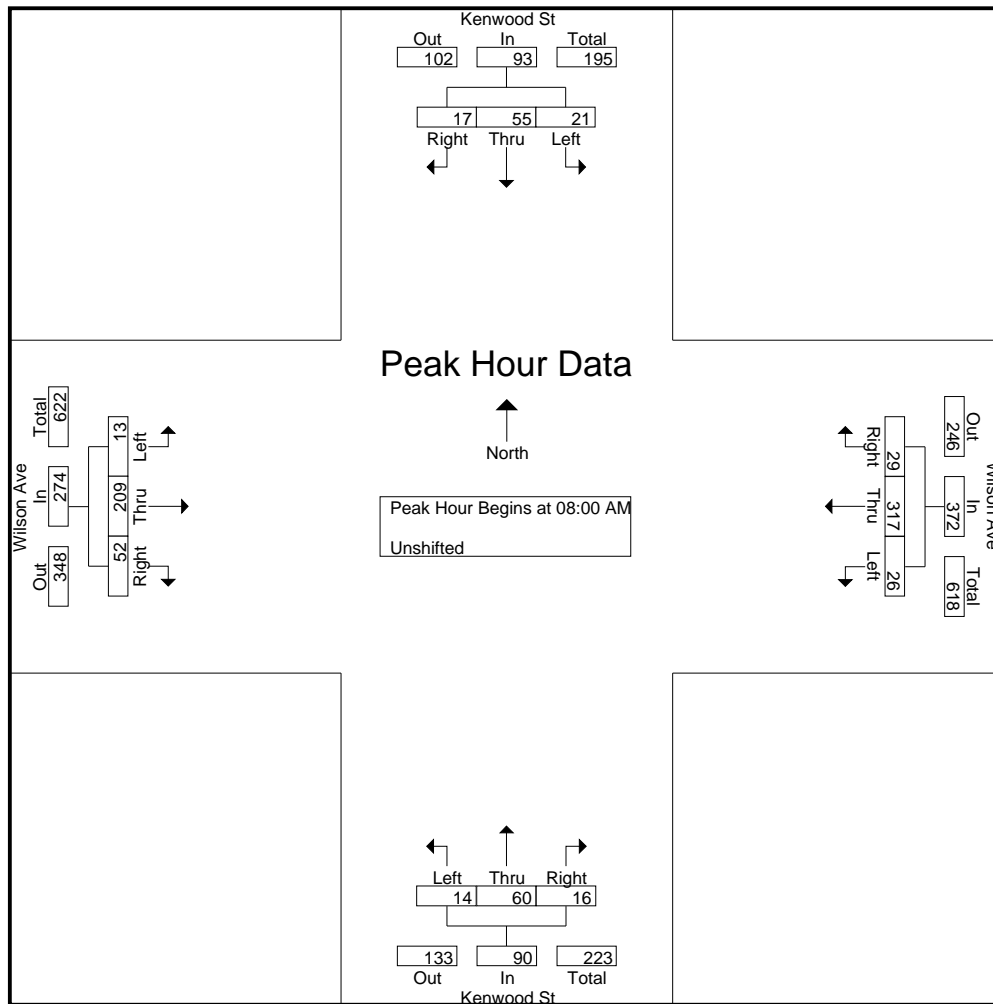 Kenwood St
Out In Total
102 93 195
17 55 21
Right Thru Left
Peak Hour Data
North
Peak Hour Begins at 08:00 AM
Unshifted
Wilson Ave
Out In Total
348 274 622
52 209 13
Right Thru Left
Wilson Ave
Out In Total
246 372 618
29 317 26
Right Thru Left
Left Thru Right
14 60 16
133 90 223
Out In Total
Kenwood St